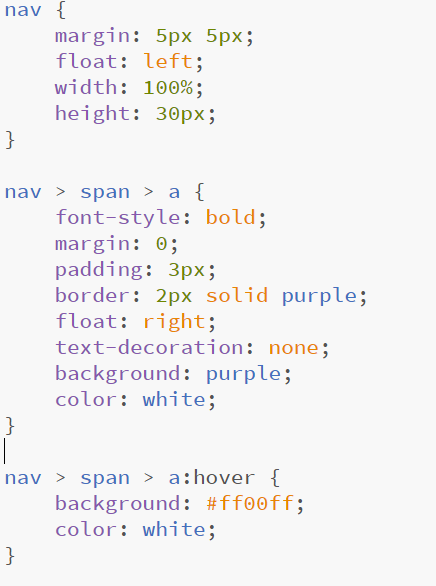 nav {
    margin: 5px 5px;
    float: left;
    width: 100%;
    height: 30px;
}

nav > span > a {
    font-style: bold;
    margin: 0;
    padding: 3px;
    border: 2px solid purple;
    float: right;
    text-decoration: none;
    background: purple;
    color: white;
}

nav > span > a:hover {
    background: #ff00ff;
    color: white;
}